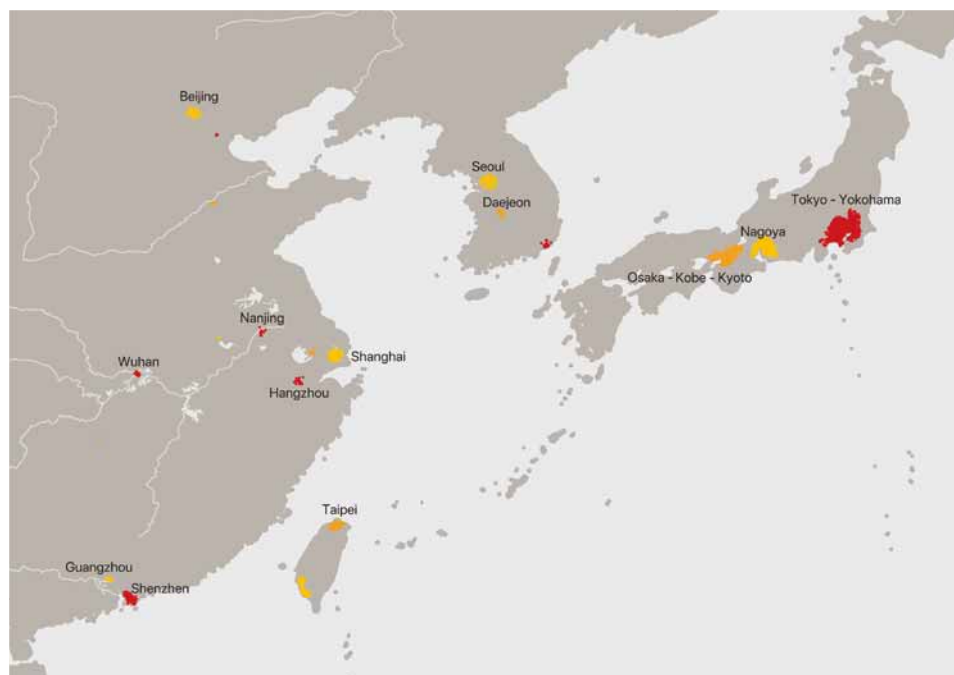 Beijing
Seoul
Daejeon
Tokyo - Yokohama
Nagoya
Osaka - Kobe - Kyoto
Nanjing
Shanghai
Wuhan
Hangzhou
Taipei
Guangzhou
Shenzhen